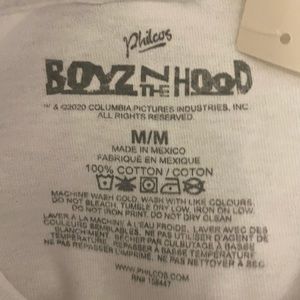 Philcos
BOYZ N THE HOOD
™ & ©2020 COLUMBIA PICTURES INDUSTRIES, INC.
ALL RIGHTS RESERVED.
M/M
MADE IN MEXICO
FABRIQUÉ EN MEXIQUE
100% COTTON / COTON
MACHINE WASH COLD, WASH WITH LIKE COLOURS.
DO NOT BLEACH. TUMBLE DRY LOW. IRON ON LOW.
DO NOT IRON PRINT. DO NOT DRY CLEAN.
LAVER À LA MACHINE À L'EAU FROIDE. LAVER AVEC DES
COULEURS SEMBLABLES. NE PAS UTILISER D'AGENT DE
BLANCHIMENT. SÉCHER PAR CULBUTAGE À BASSE
TEMPÉRATURE. REPASSER À BASSE TEMPÉRATURE
NE PAS REPASSER L'IMPRIMÉ. NE PAS NETTOYER À SEC.
WWW.PHILCOS.COM
RN#